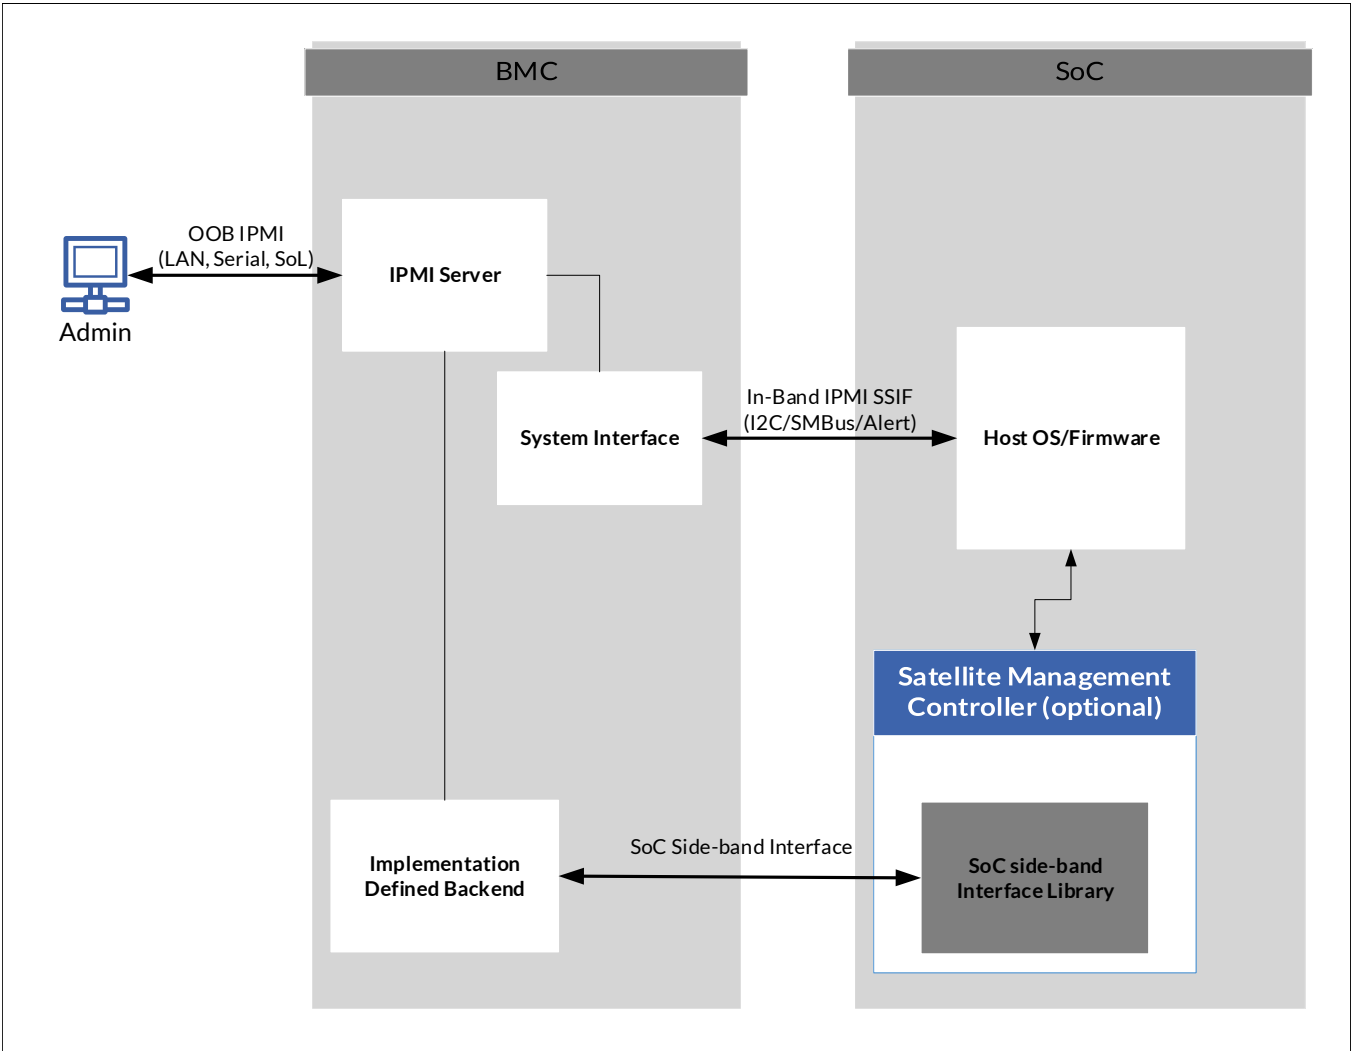 BMC
SoC
OOB IPMI
(LAN, Serial, SoL)
IPMI Server
Admin
In-Band IPMI SSIF
(I2C/SMBus/Alert)
System Interface
Host OS/Firmware
Satellite Management
Controller (optional)
SoC Side-band Interface
Implementation
Defined Backend
SoC side-band
Interface Library